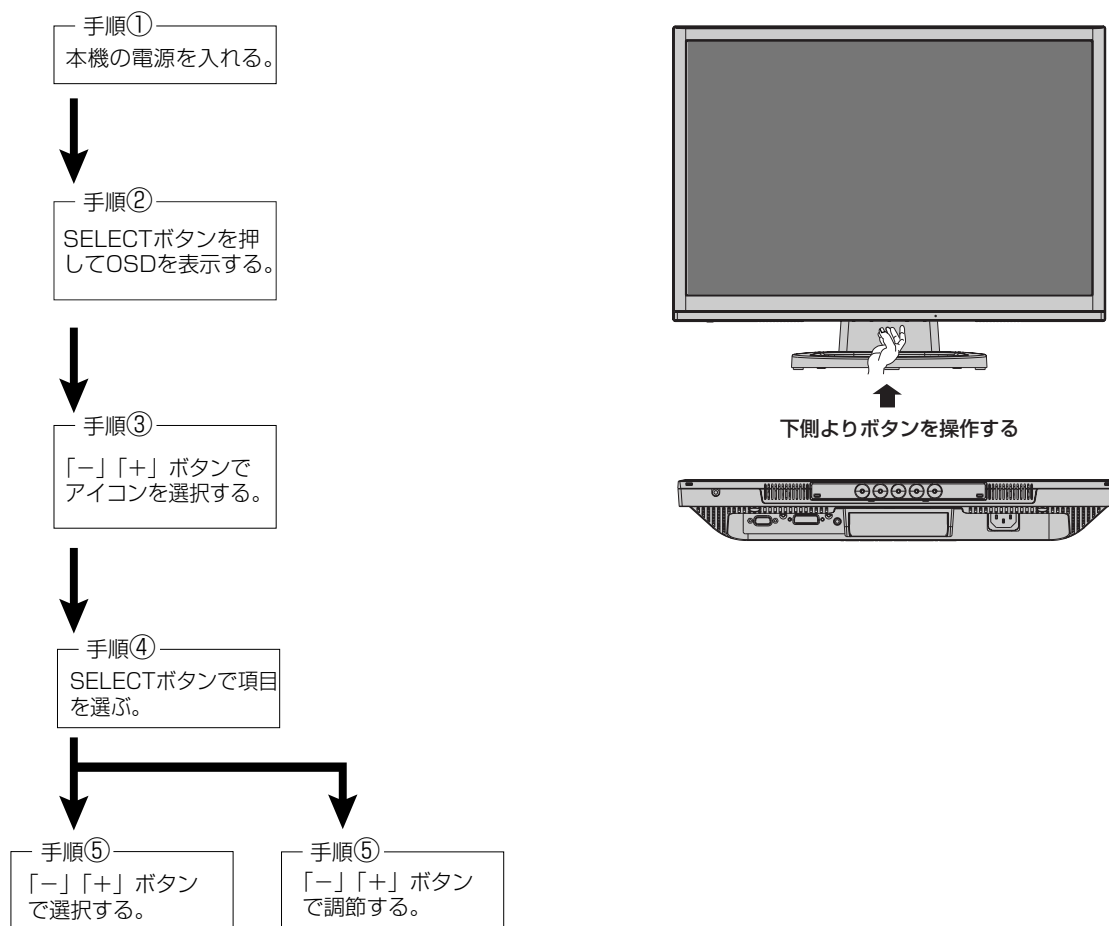 手順①
本機の電源を入れる。
手順②
SELECTボタンを押
してOSDを表示する。
手順③
「－」「＋」ボタンで
アイコンを選択する。
手順④
SELECTボタンで項目
を選ぶ。
手順⑤
「－」「＋」ボタン
で選択する。
手順⑤
「－」「＋」ボタン
で調節する。
下側よりボタンを操作する